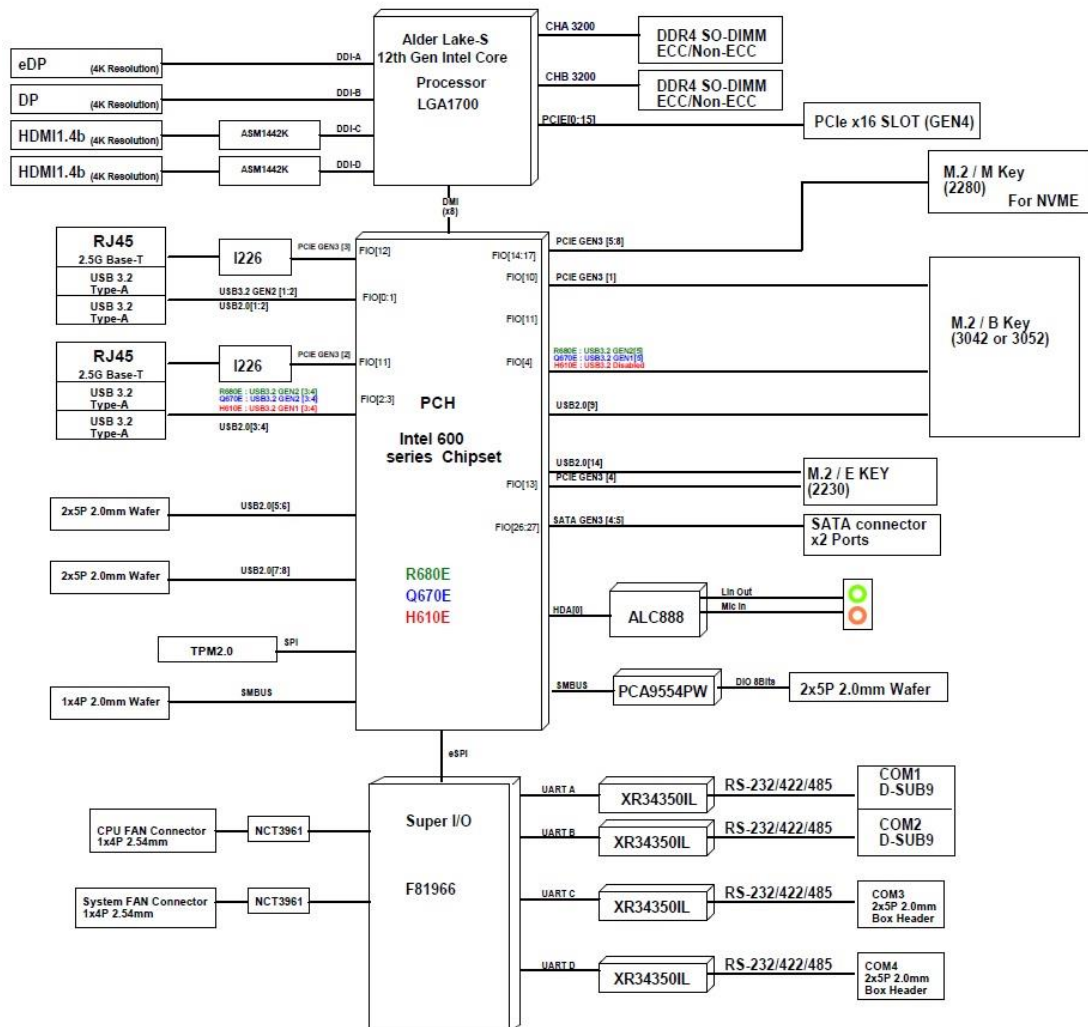 Alder Lake-S
12th Gen Intel Core
Processor
LGA1700
eDP (4K Resolution)
DDI-A
DP (4K Resolution)
DDI-B
HDMI1.4b (4K Resolution)
ASM1442K
DDI-C
HDMI1.4b (4K Resolution)
ASM1442K
DDI-D
CHA 3200
DDR4 SO-DIMM
ECC/Non-ECC
CHB 3200
DDR4 SO-DIMM
ECC/Non-ECC
PCIE[0:15]
PCIe x16 SLOT (GEN4)
DMI
(x8)
M.2 / M Key
(2280)
For NVME
RJ45
2.5G Base-T
USB 3.2
Type-A
USB 3.2
Type-A
I226
PCIE GEN3 [3]
FIO[12]
USB3.2 GEN2 [1:2]
USB2.0[1:2]
FIO[0:1]
RJ45
2.5G Base-T
USB 3.2
Type-A
USB 3.2
Type-A
I226
PCIE GEN3 [2]
FIO[11]
R680E : USB3.2 GEN2 [3:4]
Q670E : USB3.2 GEN2 [3:4]
H610E : USB3.2 GEN1 [3:4]
USB2.0[3:4]
FIO[2:3]
PCH
Intel 600
series Chipset
R680E
Q670E
H610E
FIO[14:17]
PCIE GEN3 [5:8]
FIO[10]
PCIE GEN3 [1]
FIO[11]
FIO[4]
R680E : USB3.2 GEN2[5]
Q670E : USB3.2 GEN1[5]
H610E : USB3.2 Disabled
USB2.0[9]
M.2 / B Key
(3042 or 3052)
USB2.0[14]
FIO[13]
PCIE GEN3 [4]
M.2 / E KEY
(2230)
FIO[26:27]
SATA GEN3 [4:5]
SATA connector
x2 Ports
2x5P 2.0mm Wafer
USB2.0[5:6]
2x5P 2.0mm Wafer
USB2.0[7:8]
TPM2.0
SPI
1x4P 2.0mm Wafer
SMBUS
HDA[0]
ALC888
Lin Out
Mic In
SMBUS
PCA9554PW
DIO 8Bits
2x5P 2.0mm Wafer
eSPI
Super I/O
F81966
CPU FAN Connector
1x4P 2.54mm
NCT3961
System FAN Connector
1x4P 2.54mm
NCT3961
UART A
XR34350IL
RS-232/422/485
COM1
D-SUB9
UART B
XR34350IL
RS-232/422/485
COM2
D-SUB9
UART C
XR34350IL
RS-232/422/485
COM3
2x5P 2.0mm
Box Header
UART D
XR34350IL
RS-232/422/485
COM4
2x5P 2.0mm
Box Header